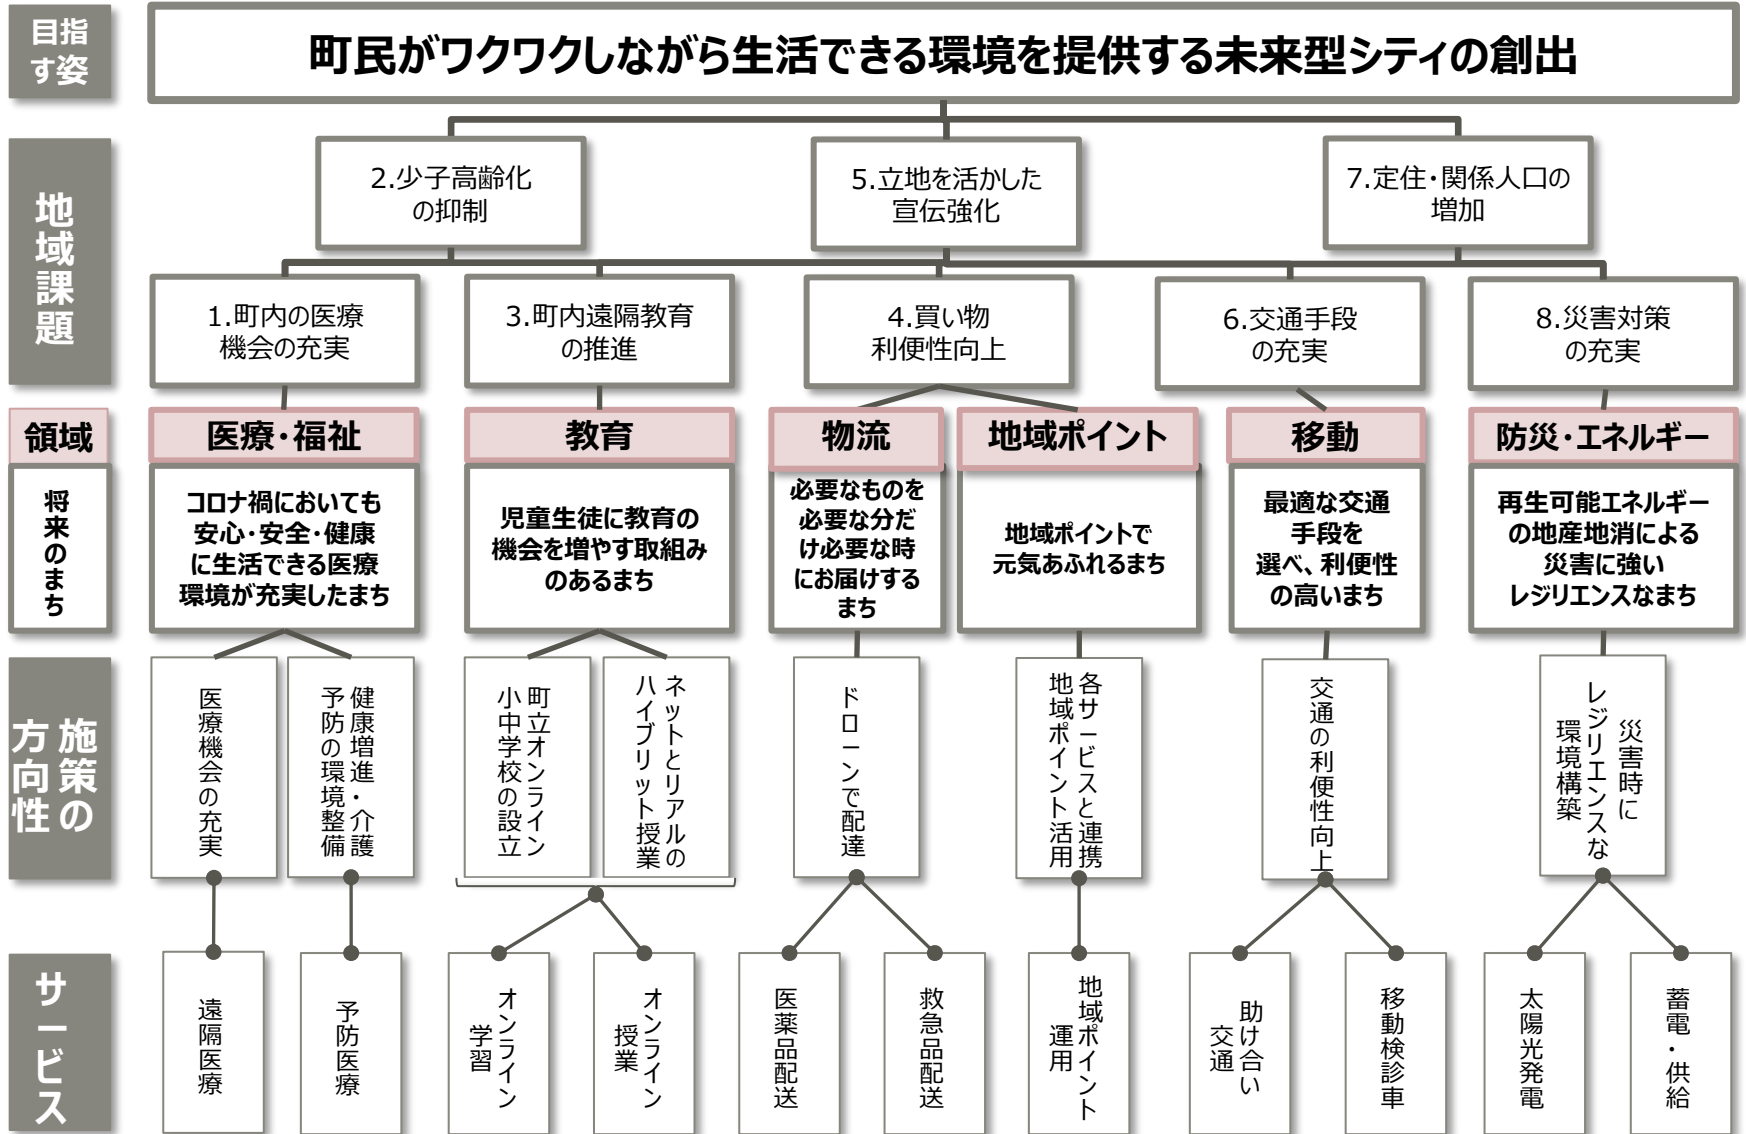 目指
す姿
町民がワクワクしながら生活できる環境を提供する未来型シティの創出
地域課題
2.少子高齢化
の抑制
5.立地を活かした
宣伝強化
7.定住・関係人口の
増加
1.町内の医療
機会の充実
3.町内遠隔教育
の推進
4.買い物
利便性向上
6.交通手段
の充実
8.災害対策
の充実
領域
医療・福祉
教育
物流
地域ポイント
移動
防災・エネルギー
将来のまち
コロナ禍においても
安心・安全・健康
に生活できる医療
環境が充実したまち
児童生徒に教育の
機会を増やす取組み
のあるまち
必要なものを
必要な分だ
け必要な時
にお届けする
まち
地域ポイントで
元気あふれるまち
最適な交通
手段を
選べ、利便性
の高いまち
再生可能エネルギー
の地産地消による
災害に強い
レジリエンスなまち
施策の
方向性
医療機会の充実
健康増進・介護
予防の環境整備
町立オンライン
小中学校の設立
ネットとリアルの
ハイブリット授業
ドローンで配達
各サービスと連携
地域ポイント活用
交通の利便性向上
災害時に
レジリエンスな
環境構築
サービス
遠隔医療
予防医療
オンライン
学習
オンライン
授業
医薬品配送
救急品配送
地域ポイント
運用
助け合い
交通
移動検診車
太陽光発電
蓄電・供給